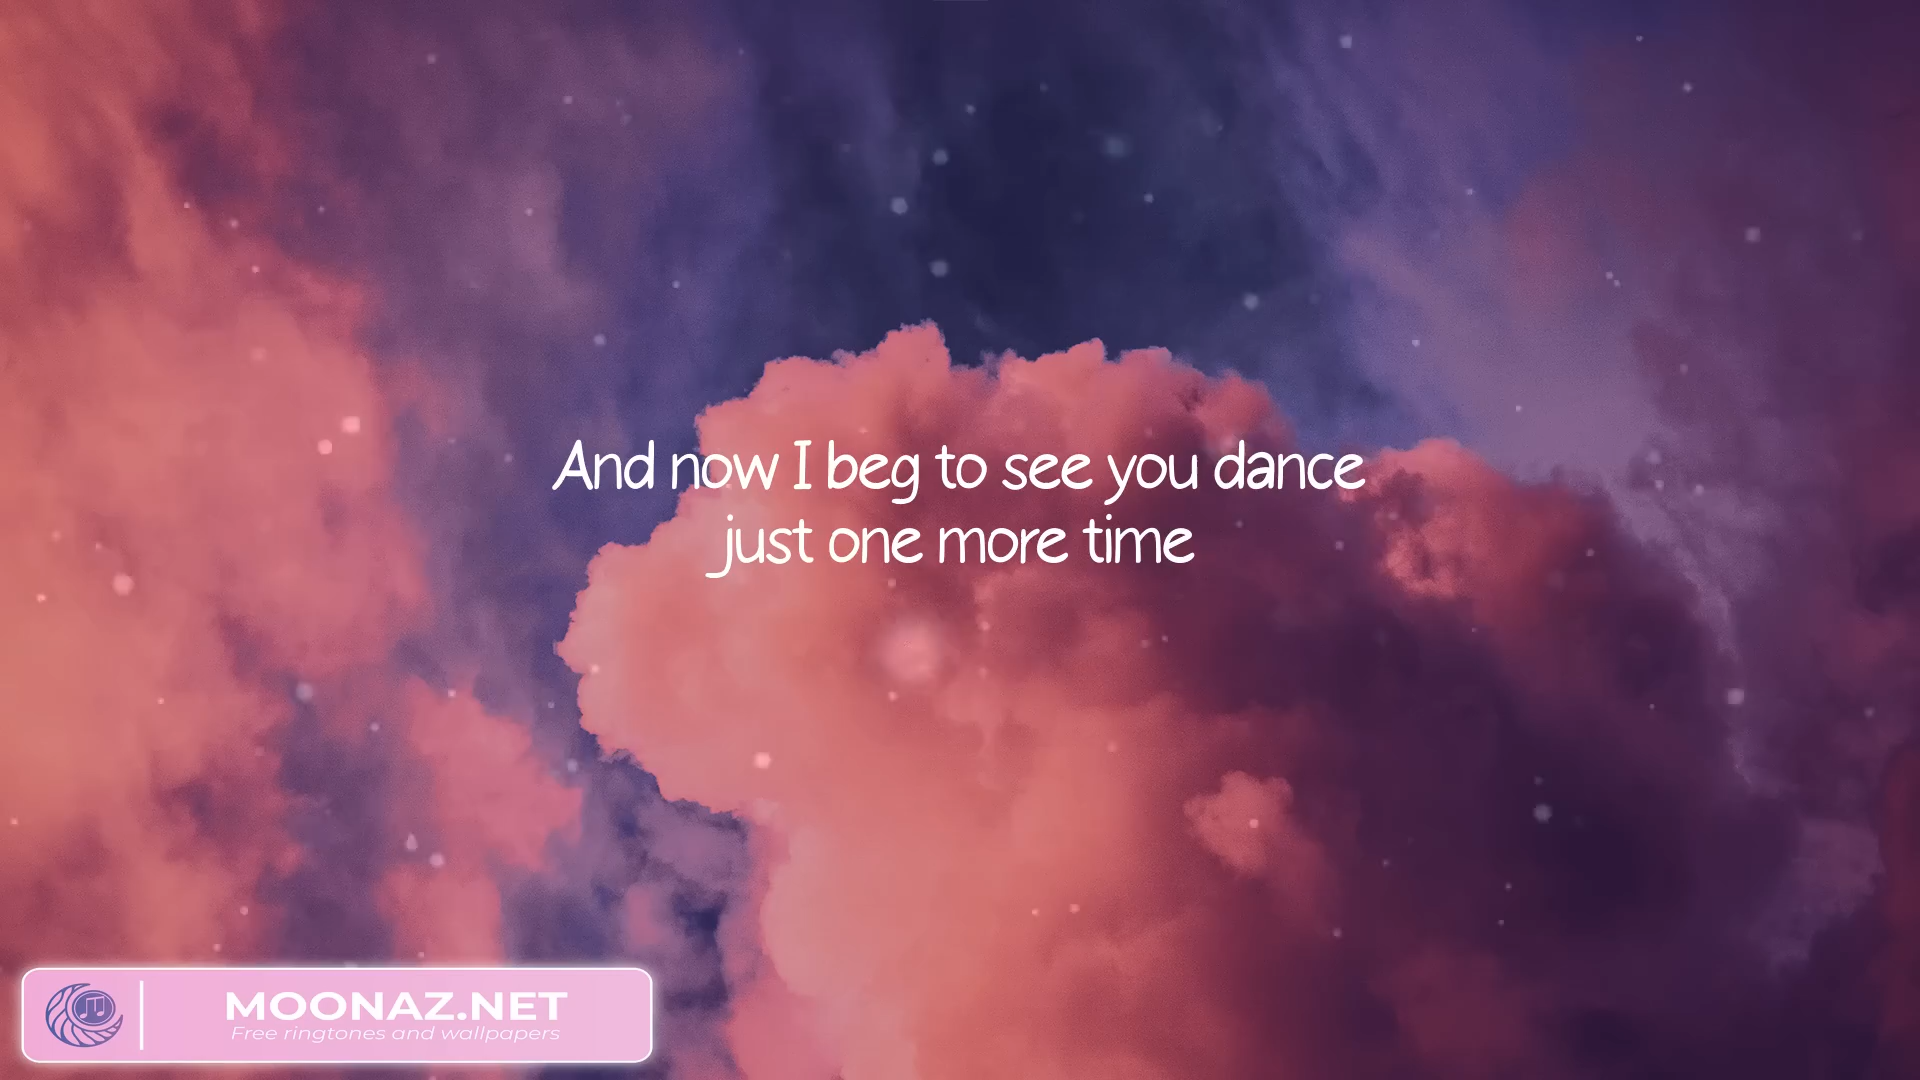 And now I beg to see you dance
just one more time
MOONAZ.NET
Free ringtones and wallpapers